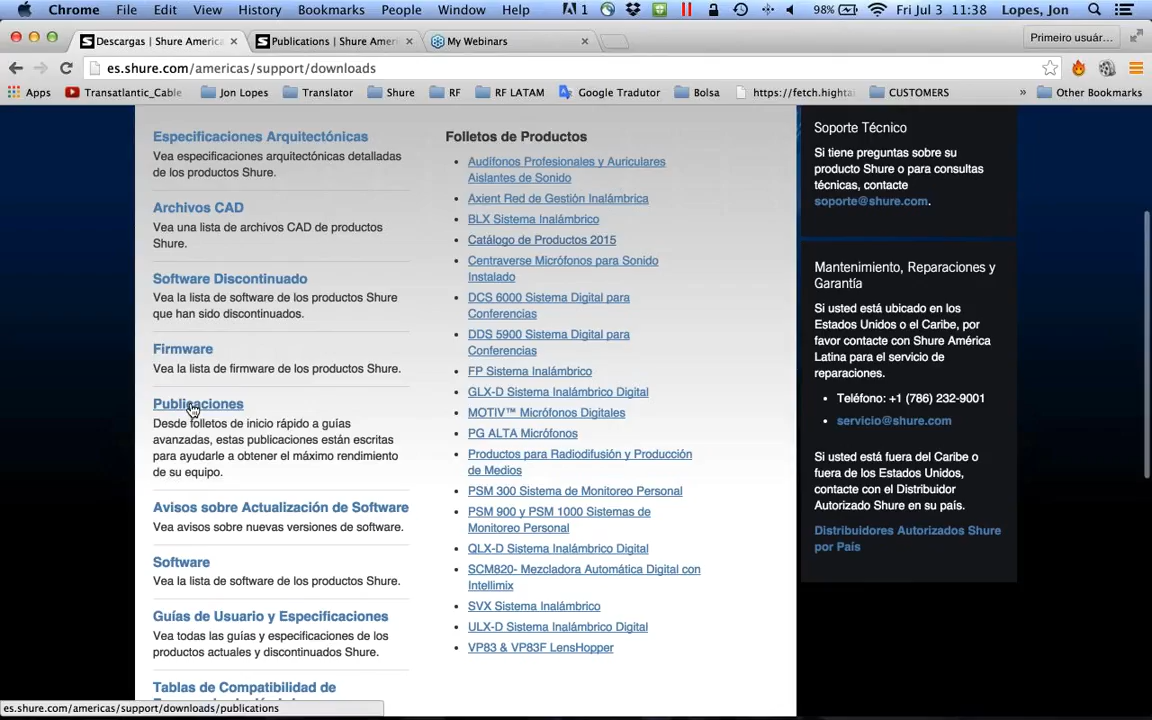 Chrome File Edit View History Bookmarks People Window Help 1 98% Fri Jul 3 11:38 Lopes, Jon
Descargas | Shure America
Publications | Shure Ameri
My Webinars
Primeiro usuár...
es.shure.com/americas/support/downloads
Apps Transatlantic_Cable Jon Lopes Translator Shure RF RF LATAM Google Tradutor Bolsa https://fetch.hightai CUSTOMERS » Other Bookmarks
Especificaciones Arquitectónicas
Vea especificaciones arquitectónicas detalladas
de los productos Shure.
Archivos CAD
Vea una lista de archivos CAD de productos
Shure.
Software Discontinuado
Vea la lista de software de los productos Shure
que han sido discontinuados.
Firmware
Vea la lista de firmware de los productos Shure.
Publicaciones
Desde folletos de inicio rápido a guías
avanzadas, estas publicaciones están escritas
para ayudarle a obtener el máximo rendimiento
de su equipo.
Avisos sobre Actualización de Software
Vea avisos sobre nuevas versiones de software.
Software
Vea la lista de software de los productos Shure.
Guías de Usuario y Especificaciones
Vea todas las guías y especificaciones de los
productos actuales y discontinuados Shure.
Tablas de Compatibilidad de
Folletos de Productos
Audífonos Profesionales y Auriculares
Aislantes de Sonido
Axient Red de Gestión Inalámbrica
BLX Sistema Inalámbrico
Catálogo de Productos 2015
Centraverse Micrófonos para Sonido
Instalado
DCS 6000 Sistema Digital para
Conferencias
DDS 5900 Sistema Digital para
Conferencias
FP Sistema Inalámbrico
GLX-D Sistema Inalámbrico Digital
MOTIV™ Micrófonos Digitales
PG ALTA Micrófonos
Productos para Radiodifusión y Producción
de Medios
PSM 300 Sistema de Monitoreo Personal
PSM 900 y PSM 1000 Sistemas de
Monitoreo Personal
QLX-D Sistema Inalámbrico Digital
SCM820- Mezcladora Automática Digital con
Intellimix
SVX Sistema Inalámbrico
ULX-D Sistema Inalámbrico Digital
VP83 & VP83F LensHopper
Soporte Técnico
Si tiene preguntas sobre su
producto Shure o para consultas
técnicas, contacte
soporte@shure.com.
Mantenimiento, Reparaciones y
Garantía
Si usted está ubicado en los
Estados Unidos o el Caribe, por
favor contacte con Shure América
Latina para el servicio de
reparaciones.
Teléfono: +1 (786) 232-9001
servicio@shure.com
Si usted está fuera del Caribe o
fuera de los Estados Unidos,
contacte con el Distribuidor
Autorizado Shure en su país.
Distribuidores Autorizados Shure
por País
es.shure.com/americas/support/downloads/publications